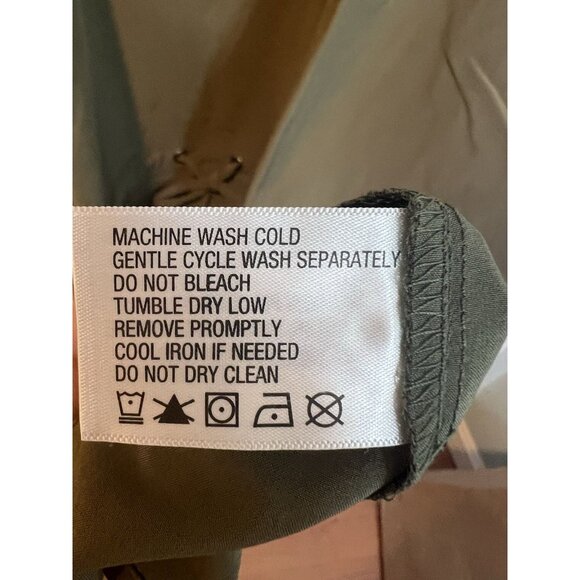 MACHINE WASH COLD
GENTLE CYCLE WASH SEPARATELY
DO NOT BLEACH
TUMBLE DRY LOW
REMOVE PROMPTLY
COOL IRON IF NEEDED
DO NOT DRY CLEAN